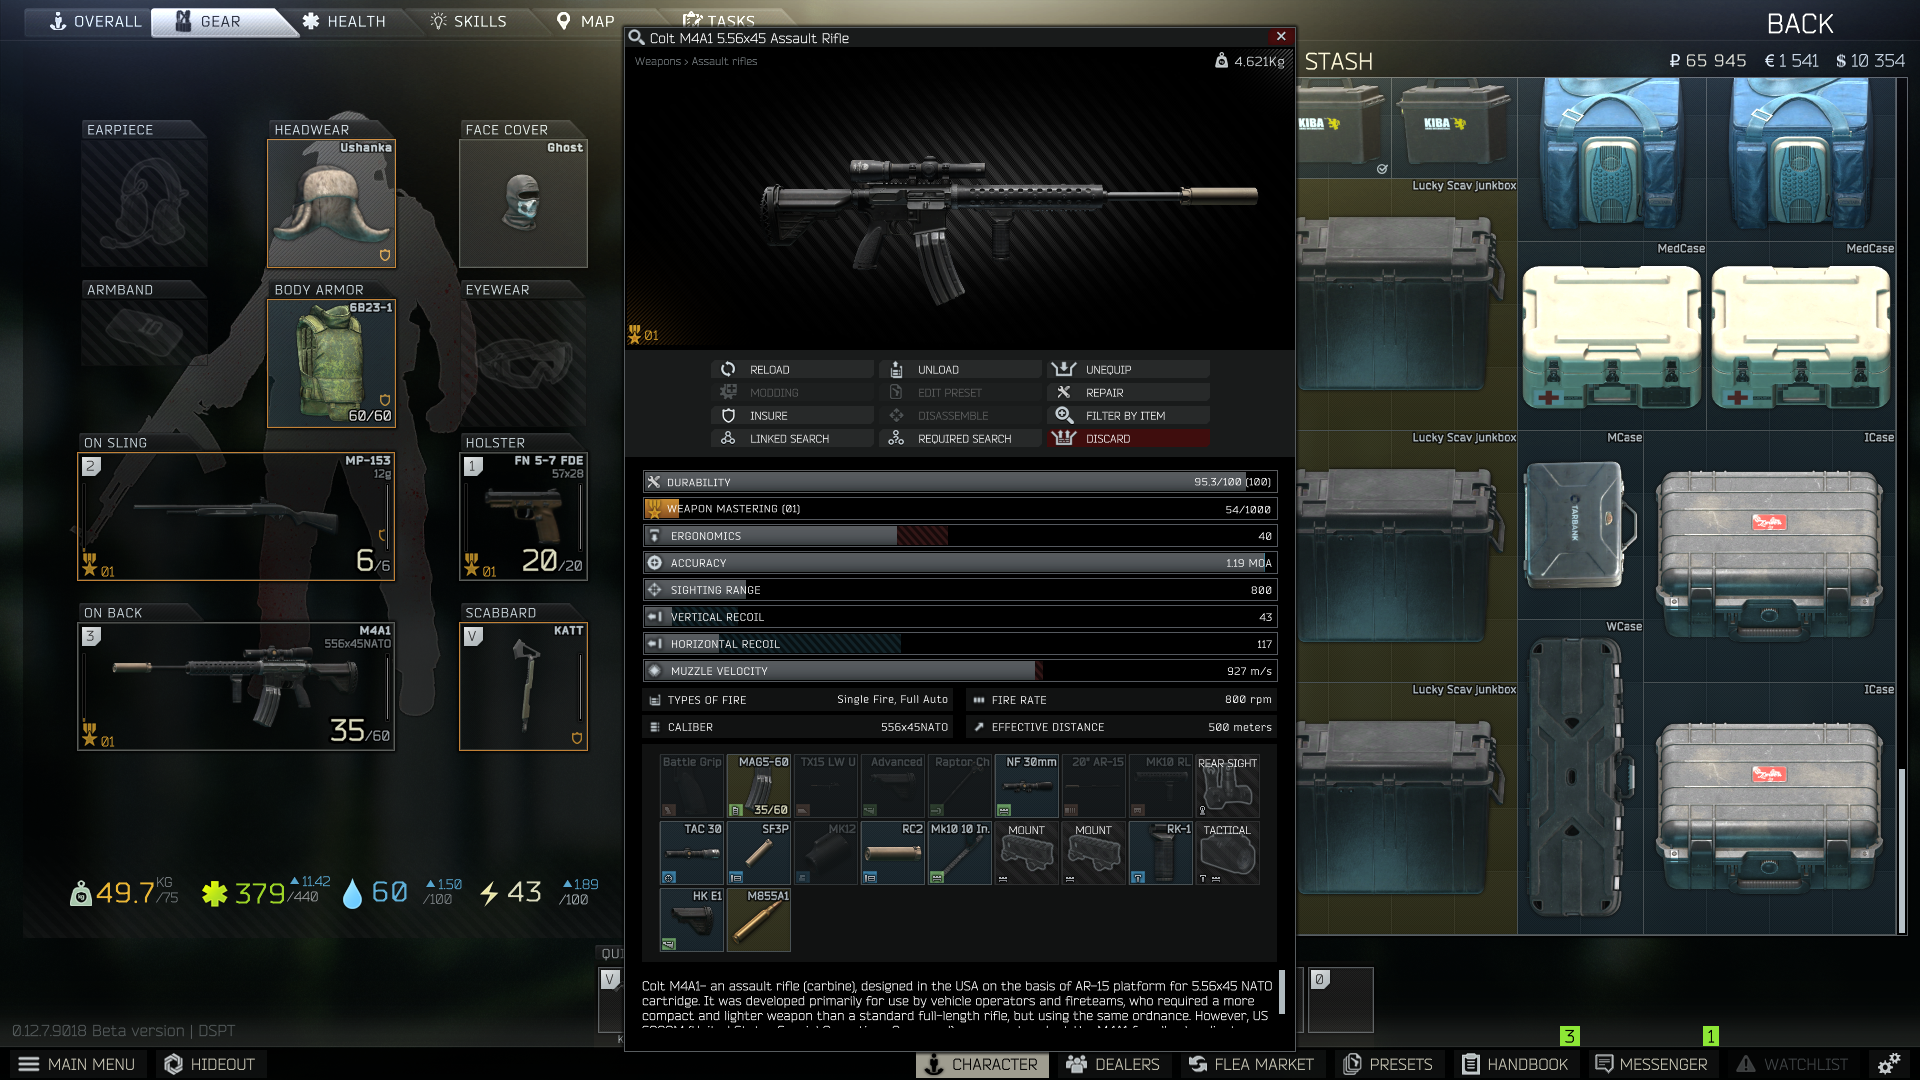 OVERALL
GEAR
HEALTH
SKILLS
MAP
TASKS
BACK
Colt M4A1 5.56x45 Assault Rifle
Weapons > Assault rifles
4.621Kg
STASH
₽ 65 945 € 1 541 $ 10 354
EARPIECE
HEADWEAR
Ushanka
FACE COVER
Ghost
ARMBAND
BODY ARMOR
6B23-1
60/60
EYEWEAR
ON SLING
2
MP-153
12g
01
6/6
HOLSTER
1
FN 5-7 FDE
57x28
01
20/20
ON BACK
3
M4A1
556x45NATO
01
35/60
SCABBARD
V
KATT
49.7 KG /75
379 11.42 /440
60 1.50 /100
43 1.89 /100
01
RELOAD
UNLOAD
UNEQUIP
MODDING
EDIT PRESET
REPAIR
INSURE
DISASSEMBLE
FILTER BY ITEM
LINKED SEARCH
REQUIRED SEARCH
DISCARD
DURABILITY 95.3/100 (100)
WEAPON MASTERING (01) 54/1000
ERGONOMICS 40
ACCURACY 1.19 MOA
SIGHTING RANGE 800
VERTICAL RECOIL 43
HORIZONTAL RECOIL 117
MUZZLE VELOCITY 927 m/s
TYPES OF FIRE Single Fire, Full Auto
FIRE RATE 800 rpm
CALIBER 556x45NATO
EFFECTIVE DISTANCE 500 meters
Battle Grip
MAG5-60
35/60
TX15 LW U
Advanced
Raptor Ch
NF 30mm
20" AR-15
MK10 RL
REAR SIGHT
TAC 30
SF3P
MK12
RC2
Mk10 10 In.
MOUNT
MOUNT
RK-1
TACTICAL
HK E1
M855A1
Colt M4A1– an assault rifle (carbine), designed in the USA on the basis of AR-15 platform for 5.56x45 NATO
cartridge. It was developed primarily for use by vehicle operators and fireteams, who required a more
compact and lighter weapon than a standard full-length rifle, but using the same ordnance. However, US
KIBA
KIBA
Lucky Scav junkbox
MedCase
MedCase
Lucky Scav junkbox
MCase
ICase
TARBANK
WCase
Lucky Scav junkbox
ICase
QUI
V
0
0.12.7.9018 Beta version | DSPT
MAIN MENU
HIDEOUT
CHARACTER
DEALERS
FLEA MARKET
PRESETS
3
HANDBOOK
1
MESSENGER
WATCHLIST